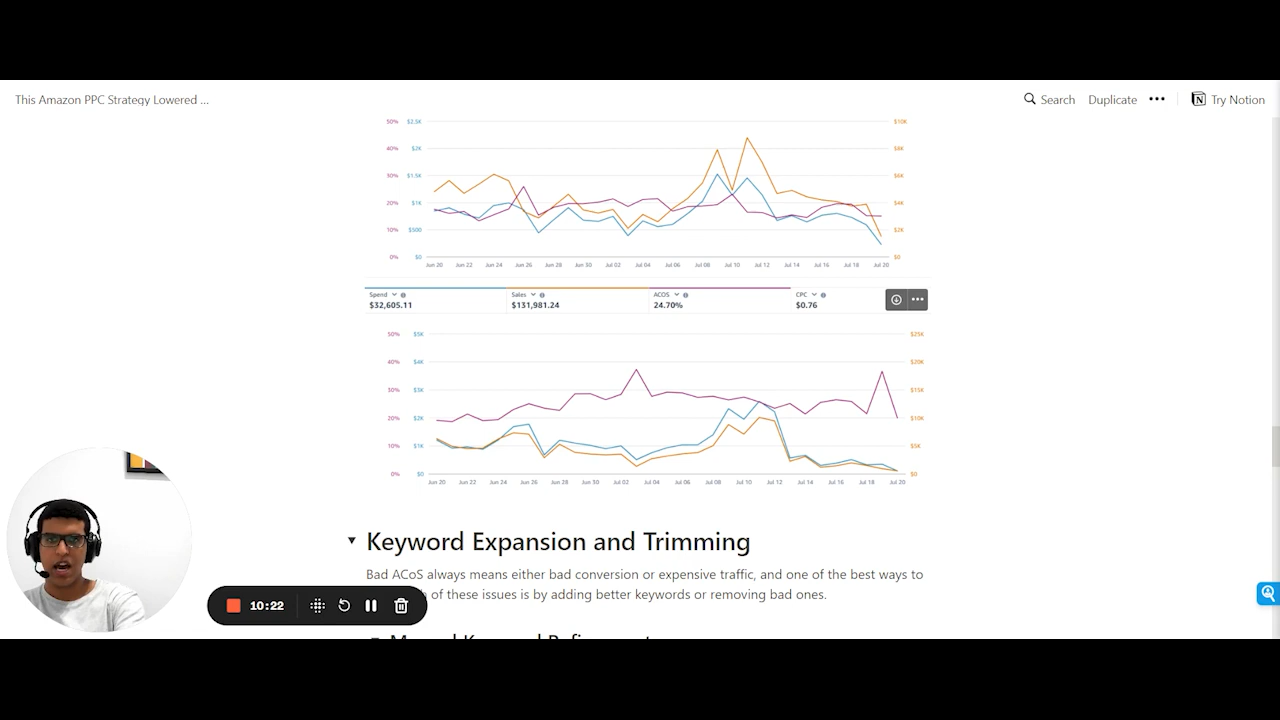 This Amazon PPC Strategy Lowered ...
Search Duplicate ••• Try Notion
50% $2.5K $10K
40% $2K $8K
30% $1.5K $6K
20% $1K $4K
10% $500 $2K
0% $0 $0
Jun 20 Jun 22 Jun 24 Jun 26 Jun 28 Jun 30 Jul 02 Jul 04 Jul 06 Jul 08 Jul 10 Jul 12 Jul 14 Jul 16 Jul 18 Jul 20
Spend Sales ACOS CPC
$32,605.11 $131,981.24 24.70% $0.76
50% $5K $25K
40% $4K $20K
30% $3K $15K
20% $2K $10K
10% $1K $5K
0% $0 $0
Jun 20 Jun 22 Jun 24 Jun 26 Jun 28 Jun 30 Jul 02 Jul 04 Jul 06 Jul 08 Jul 10 Jul 12 Jul 14 Jul 16 Jul 18 Jul 20
Keyword Expansion and Trimming
Bad ACoS always means either bad conversion or expensive traffic, and one of the best ways to
of these issues is by adding better keywords or removing bad ones.
10:22